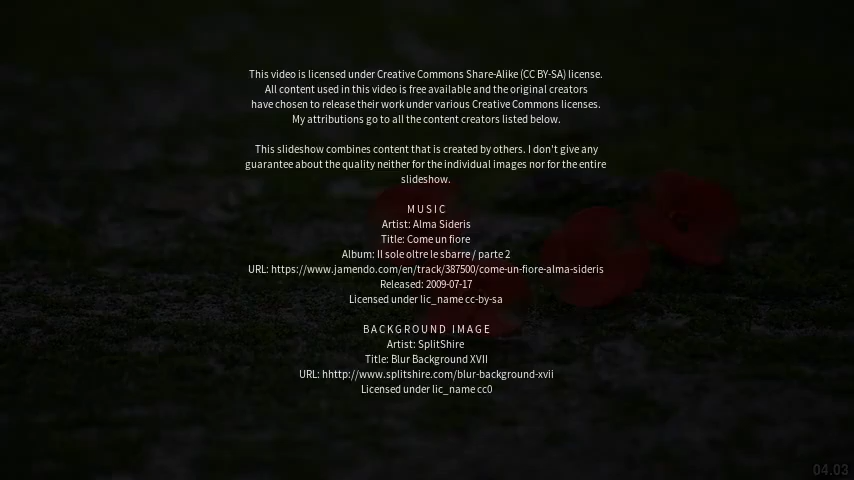 This video is licensed under Creative Commons Share-Alike (CC BY-SA) license.
All content used in this video is free available and the original creators
have chosen to release their work under various Creative Commons licenses.
My attributions go to all the content creators listed below.
This slideshow combines content that is created by others. I don't give any
guarantee about the quality neither for the individual images nor for the entire
slideshow.
MUSIC
Artist: Alma Sideris
Title: Come un fiore
Album: Il sole oltre le sbarre / parte 2
URL: https://www.jamendo.com/en/track/387500/come-un-fiore-alma-sideris
Released: 2009-07-17
Licensed under lic_name cc-by-sa
BACKGROUND IMAGE
Artist: SplitShire
Title: Blur Background XVII
URL: hhttp://www.splitshire.com/blur-background-xvii
Licensed under lic_name cc0
04.03